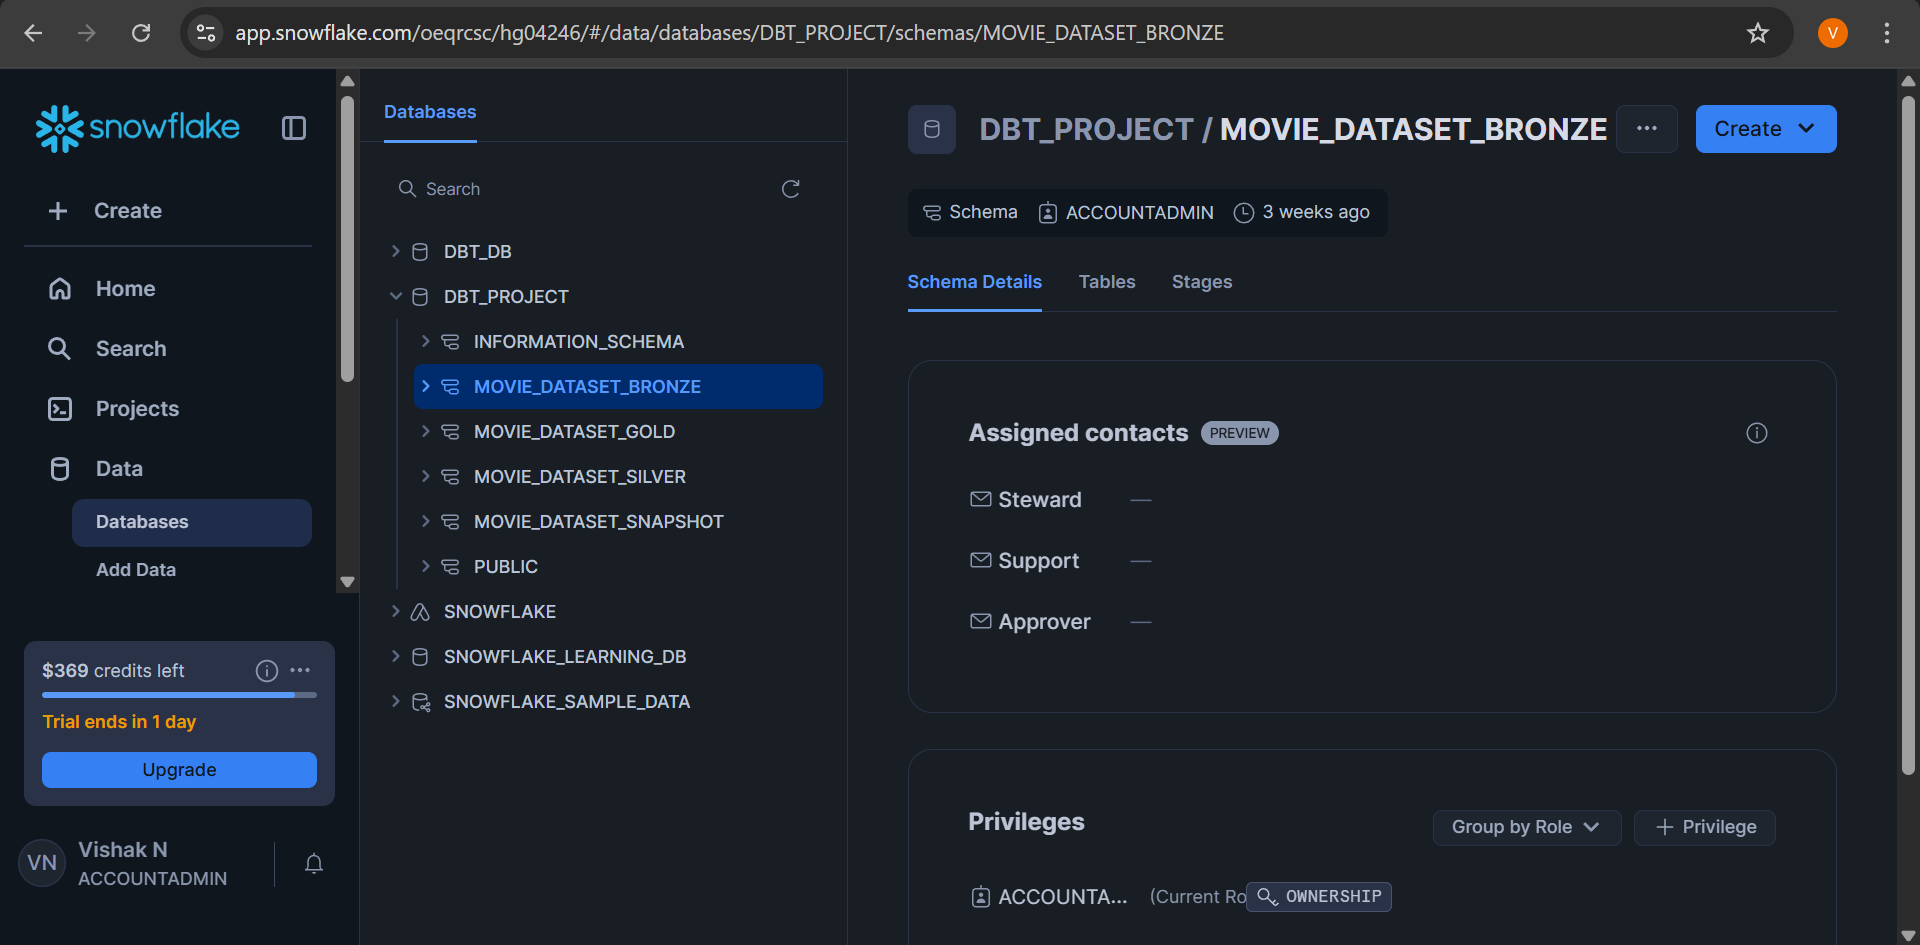 app.snowflake.com/oeqrcsc/hg04246/#/data/databases/DBT_PROJECT/schemas/MOVIE_DATASET_BRONZE
V
snowflake
Create
Home
Search
Projects
Data
Databases
Add Data
$369 credits left
Trial ends in 1 day
Upgrade
VN
Vishak N
ACCOUNTADMIN
Databases
Search
DBT_DB
DBT_PROJECT
INFORMATION_SCHEMA
MOVIE_DATASET_BRONZE
MOVIE_DATASET_GOLD
MOVIE_DATASET_SILVER
MOVIE_DATASET_SNAPSHOT
PUBLIC
SNOWFLAKE
SNOWFLAKE_LEARNING_DB
SNOWFLAKE_SAMPLE_DATA
DBT_PROJECT / MOVIE_DATASET_BRONZE
Create
Schema ACCOUNTADMIN 3 weeks ago
Schema Details Tables Stages
Assigned contacts PREVIEW
Steward —
Support —
Approver —
Privileges
Group by Role + Privilege
ACCOUNTA... (Current Ro OWNERSHIP